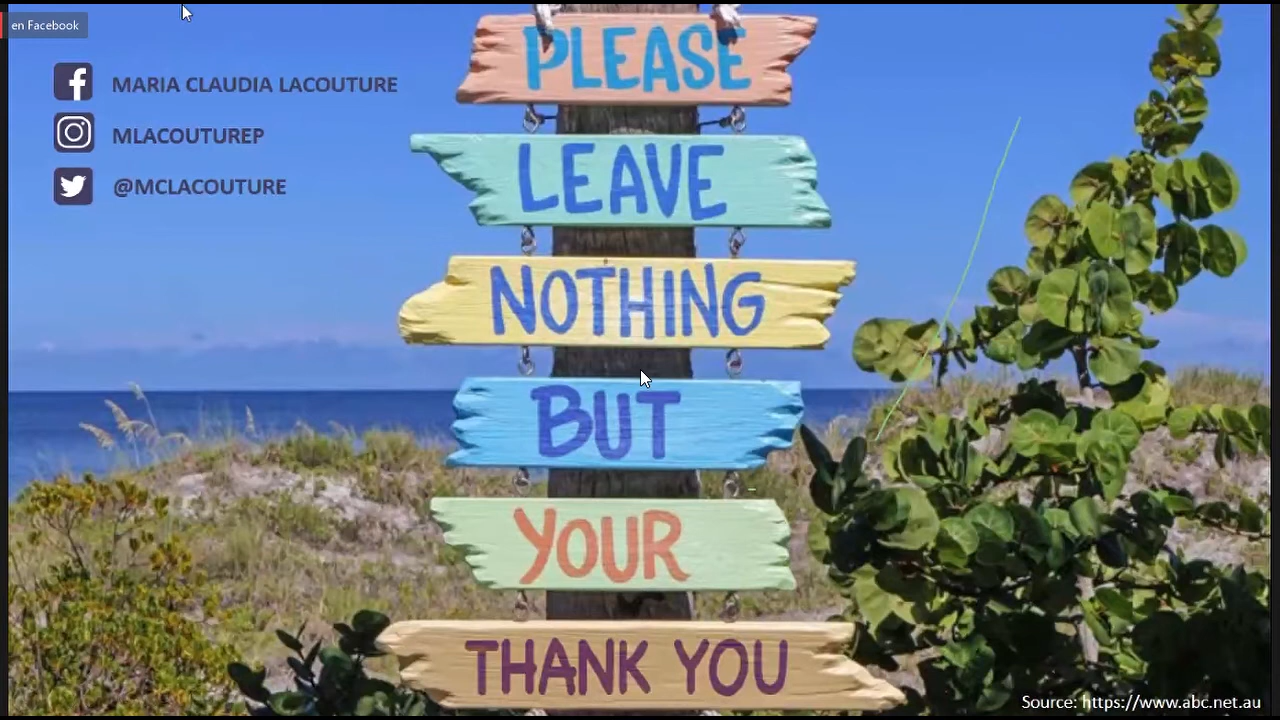 en Facebook
MARIA CLAUDIA LACOUTURE
MLACOUTUREP
@MCLACOUTURE
PLEASE
LEAVE
NOTHING
BUT
YOUR
THANK YOU
Source: https://www.abc.net.au